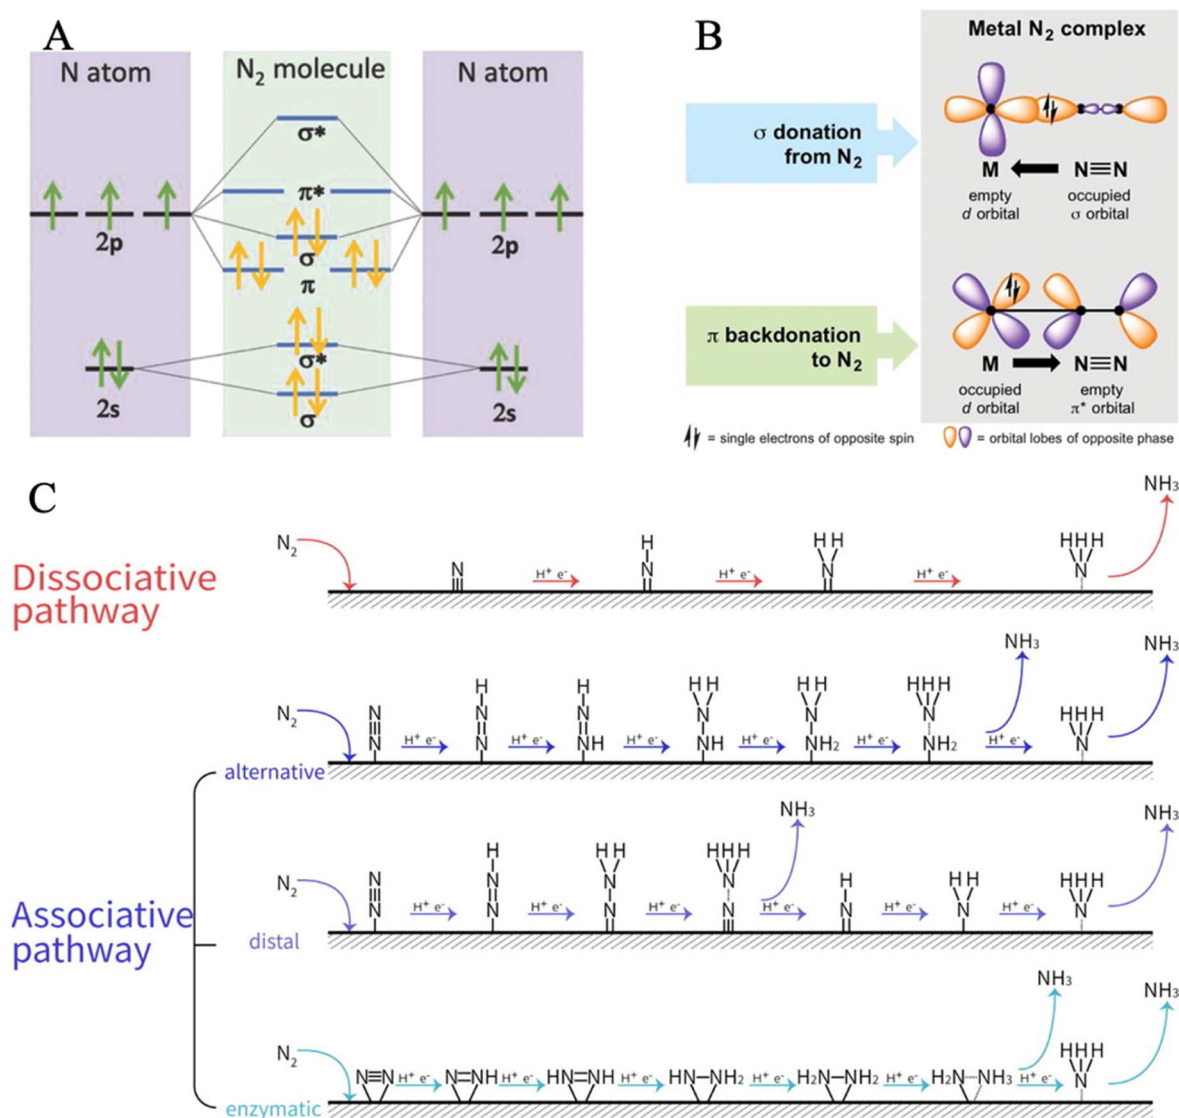 A
N atom
N₂ molecule
N atom
σ*
π*
2p
σ
π
2p
σ*
2s
σ
2s
B
Metal N₂ complex
σ donation
from N₂
M
N≡N
empty
d orbital
occupied
σ orbital
π backdonation
to N₂
M
N≡N
occupied
d orbital
empty
π* orbital
= single electrons of opposite spin
= orbital lobes of opposite phase
C
Dissociative
pathway
N₂
N
H
N
H H
N
HHH
N
NH₃
H⁺ e⁻
H⁺ e⁻
H⁺ e⁻
Associative
pathway
alternative
N₂
N
N
H⁺ e⁻
H
N
N
H⁺ e⁻
H
N
NH
H⁺ e⁻
H H
N
NH
H⁺ e⁻
H H
N
NH₂
H⁺ e⁻
HHH
N
NH₂
NH₃
H⁺ e⁻
HHH
N
NH₃
distal
N₂
N
N
H⁺ e⁻
H
N
N
H⁺ e⁻
H H
N
N
H⁺ e⁻
HHH
N
N
NH₃
H⁺ e⁻
H
N
H⁺ e⁻
H H
N
H⁺ e⁻
HHH
N
NH₃
enzymatic
N₂
N≡N
H⁺ e⁻
N=NH
H⁺ e⁻
HN=NH
H⁺ e⁻
HN–NH₂
H⁺ e⁻
H₂N–NH₂
H⁺ e⁻
H₂N NH₃
NH₃
H⁺ e⁻
HHH
N
NH₃